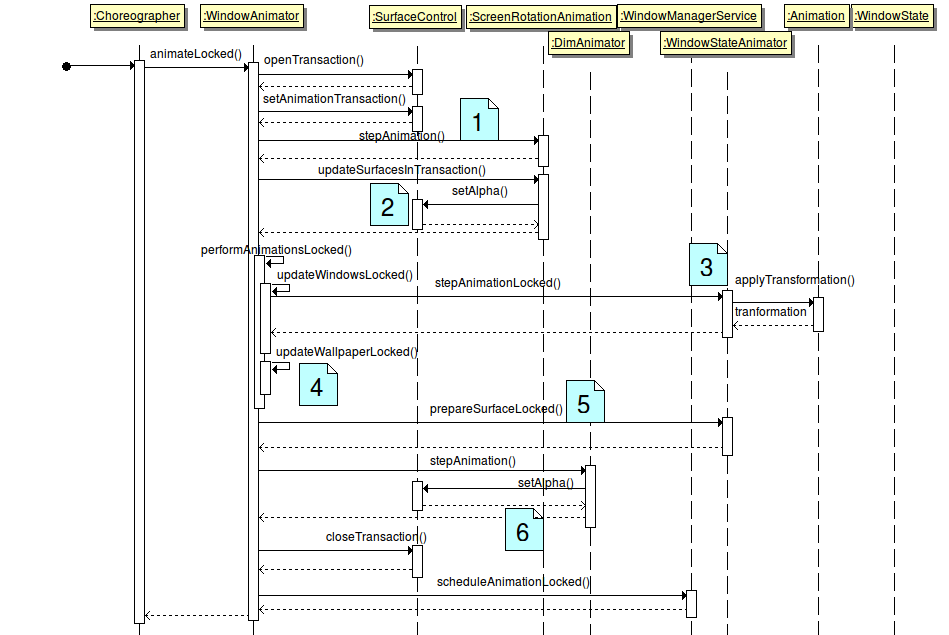 :Choreographer
:WindowAnimator
:SurfaceControl
:ScreenRotationAnimation
:WindowManagerService
:Animation
:WindowState
:DimAnimator
:WindowStateAnimator
animateLocked()
openTransaction()
setAnimationTransaction()
1
stepAnimation()
updateSurfacesInTransaction()
setAlpha()
2
performAnimationsLocked()
3
updateWindowsLocked()
stepAnimationLocked()
applyTransformation()
tranformation
updateWallpaperLocked()
4
5
prepareSurfaceLocked()
stepAnimation()
setAlpha()
6
closeTransaction()
scheduleAnimationLocked()